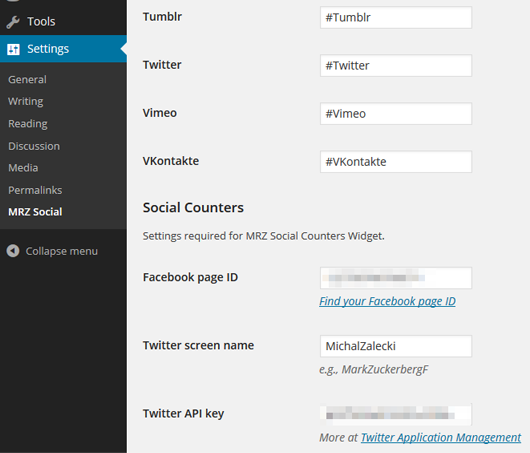 Tools
Settings
General
Writing
Reading
Discussion
Media
Permalinks
MRZ Social
Collapse menu
Tumblr #Tumblr
Twitter #Twitter
Vimeo #Vimeo
VKontakte #VKontakte
Social Counters
Settings required for MRZ Social Counters Widget.
Facebook page ID
Find your Facebook page ID
Twitter screen name MichalZalecki
e.g., MarkZuckerbergF
Twitter API key
More at Twitter Application Management